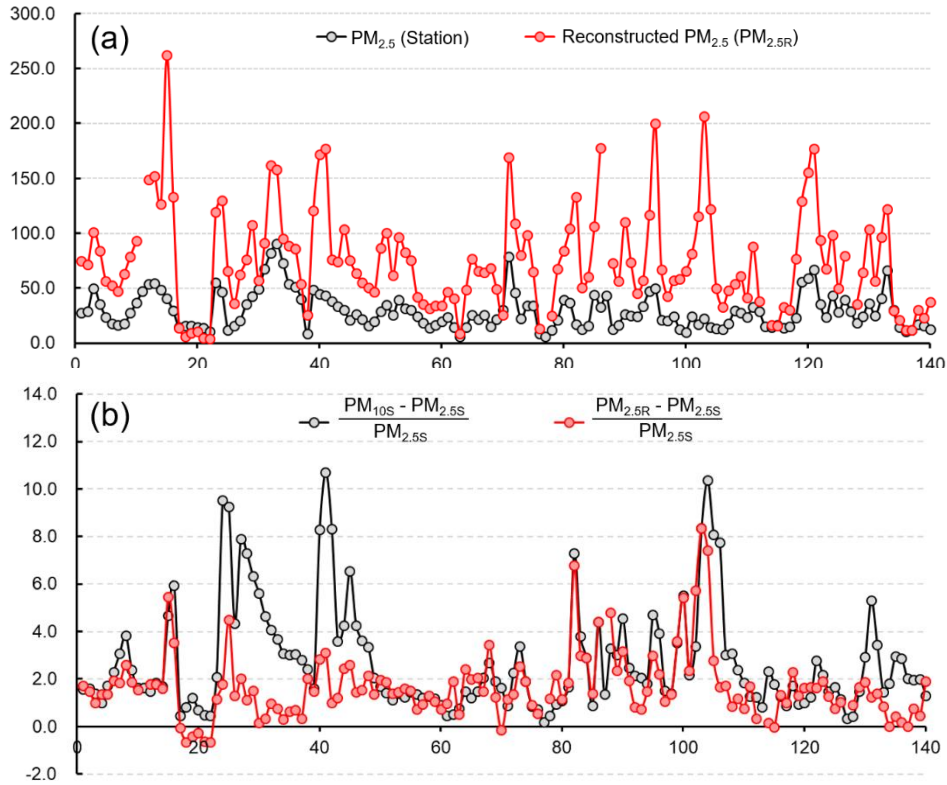 300.0
(a)
PM2.5 (Station)
Reconstructed PM2.5 (PM2.5R)
250.0
200.0
150.0
100.0
50.0
0.0
0 20 40 60 80 100 120 140
14.0
(b)
PM10S - PM2.5S
PM2.5S
PM2.5R - PM2.5S
PM2.5S
12.0
10.0
8.0
6.0
4.0
2.0
0.0
0 20 40 60 80 100 120 140
-2.0